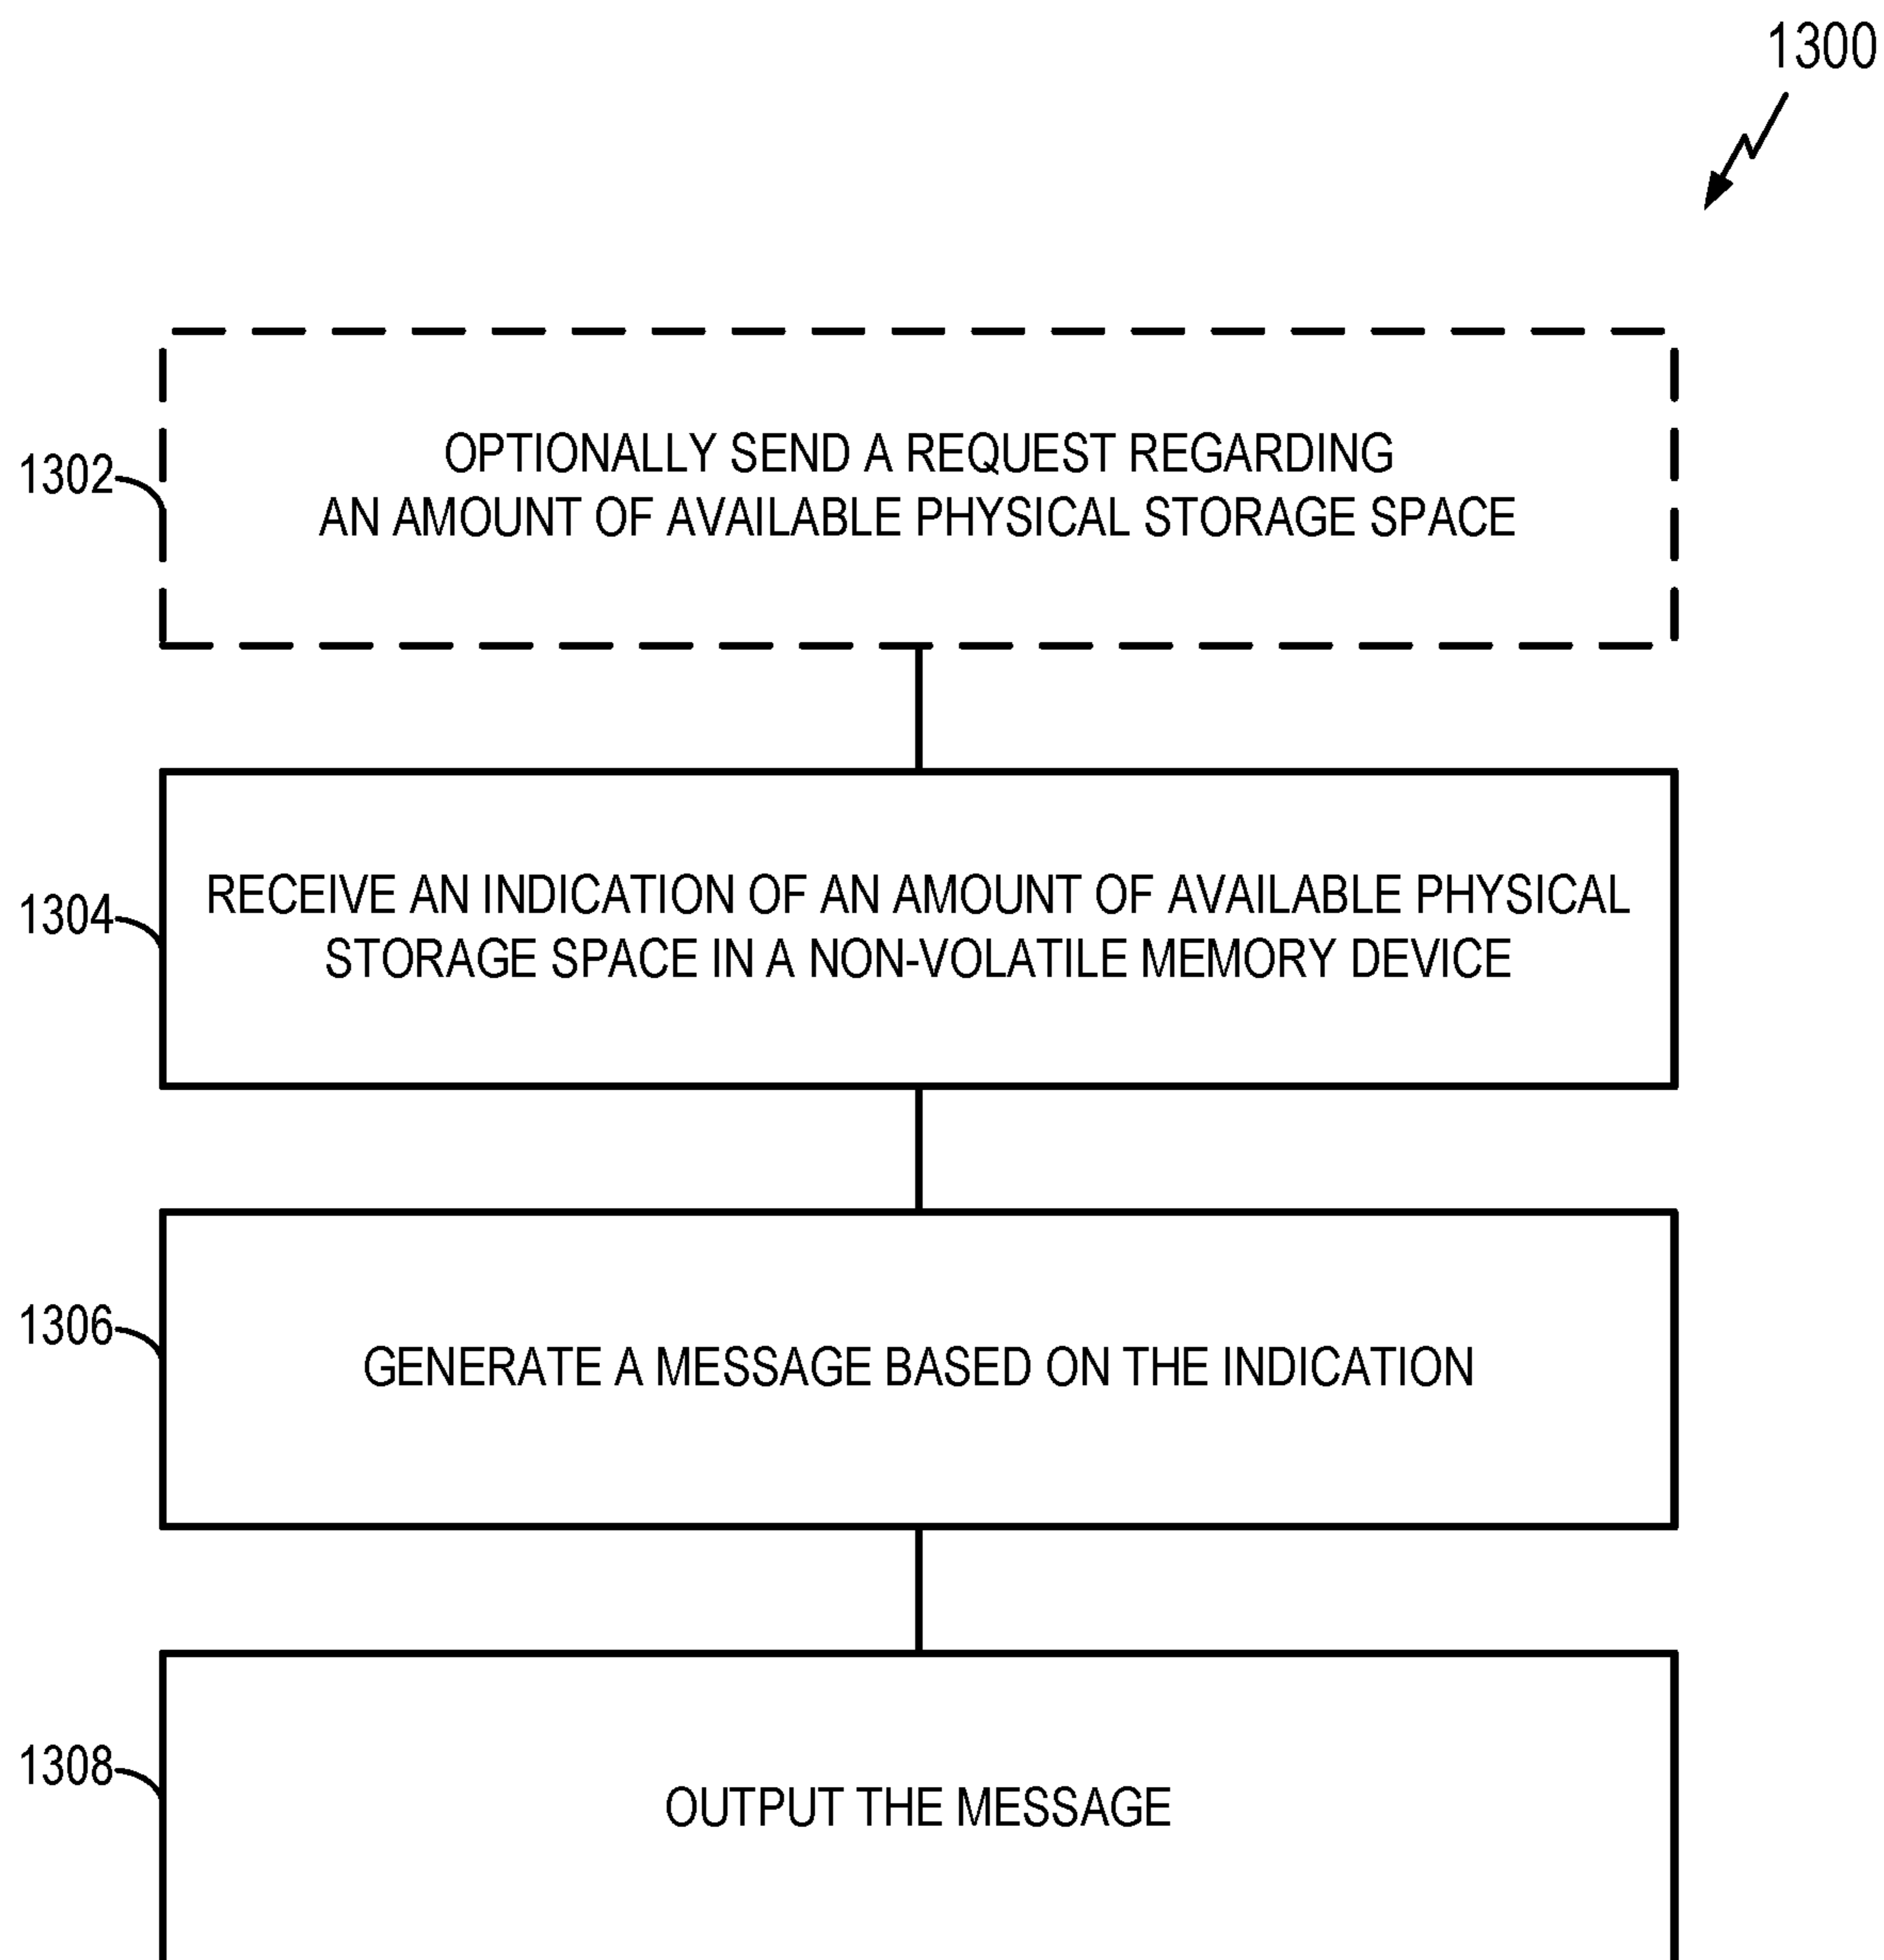 1300
1302
OPTIONALLY SEND A REQUEST REGARDING
AN AMOUNT OF AVAILABLE PHYSICAL STORAGE SPACE
1304
RECEIVE AN INDICATION OF AN AMOUNT OF AVAILABLE PHYSICAL
STORAGE SPACE IN A NON-VOLATILE MEMORY DEVICE
1306
GENERATE A MESSAGE BASED ON THE INDICATION
1308
OUTPUT THE MESSAGE